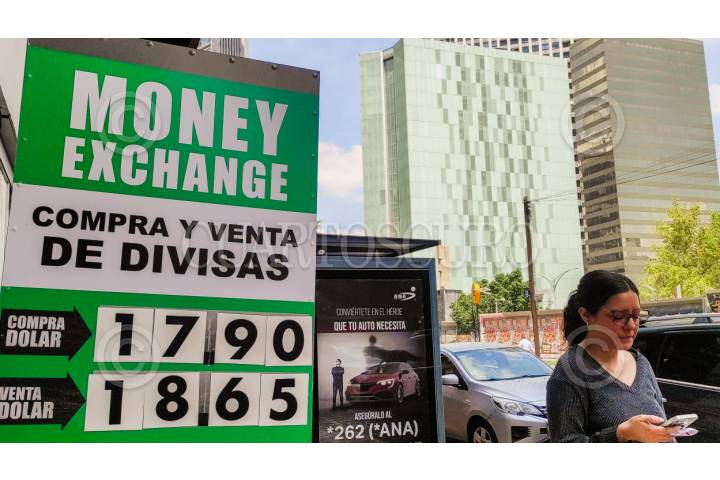 MONEY
EXCHANGE
COMPRA Y VENTA
DE DIVISAS
COMPRA
DOLAR
17.90
VENTA
DOLAR
18.65
ANA
CONVIÉRTETE EN EL HÉROE
QUE TU AUTO NECESITA
ASEGÚRALO AL
*262 (*ANA)
CUARTOSCURO